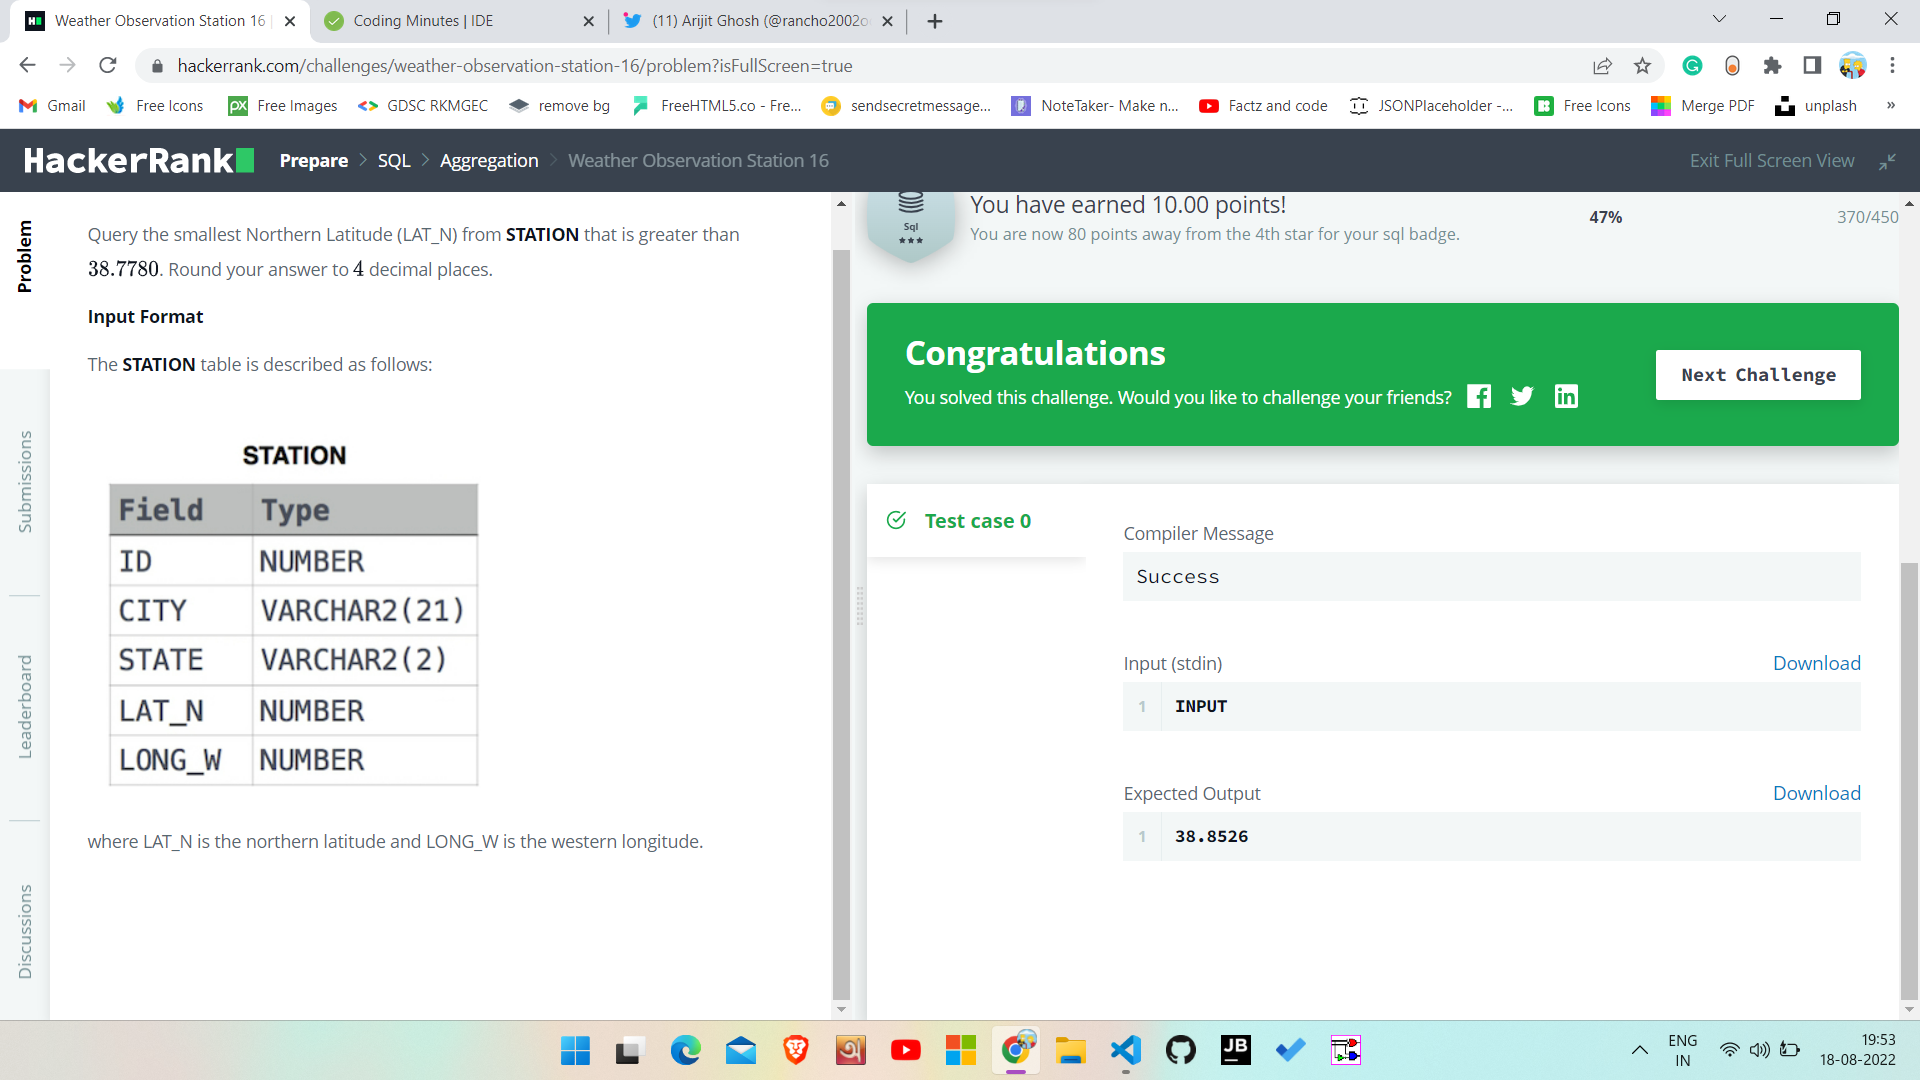 Weather Observation Station 16 |
Coding Minutes | IDE
(11) Arijit Ghosh (@rancho2002o
hackerrank.com/challenges/weather-observation-station-16/problem?isFullScreen=true
Gmail
Free Icons
Free Images
GDSC RKMGEC
remove bg
FreeHTML5.co - Fre...
sendsecretmessage...
NoteTaker- Make n...
Factz and code
JSONPlaceholder -...
Free Icons
Merge PDF
unplash
»
HackerRank
Prepare > SQL > Aggregation > Weather Observation Station 16
Exit Full Screen View
Problem
Submissions
Leaderboard
Discussions
Query the smallest Northern Latitude (LAT_N) from STATION that is greater than
38.7780. Round your answer to 4 decimal places.
Input Format
The STATION table is described as follows:
STATION
Field Type
ID NUMBER
CITY VARCHAR2(21)
STATE VARCHAR2(2)
LAT_N NUMBER
LONG_W NUMBER
where LAT_N is the northern latitude and LONG_W is the western longitude.
Sql
You have earned 10.00 points!
You are now 80 points away from the 4th star for your sql badge.
47%
370/450
Congratulations
You solved this challenge. Would you like to challenge your friends?
Next Challenge
Test case 0
Compiler Message
Success
Input (stdin)
Download
1 INPUT
Expected Output
Download
1 38.8526
JB
ENG
IN
19:53
18-08-2022